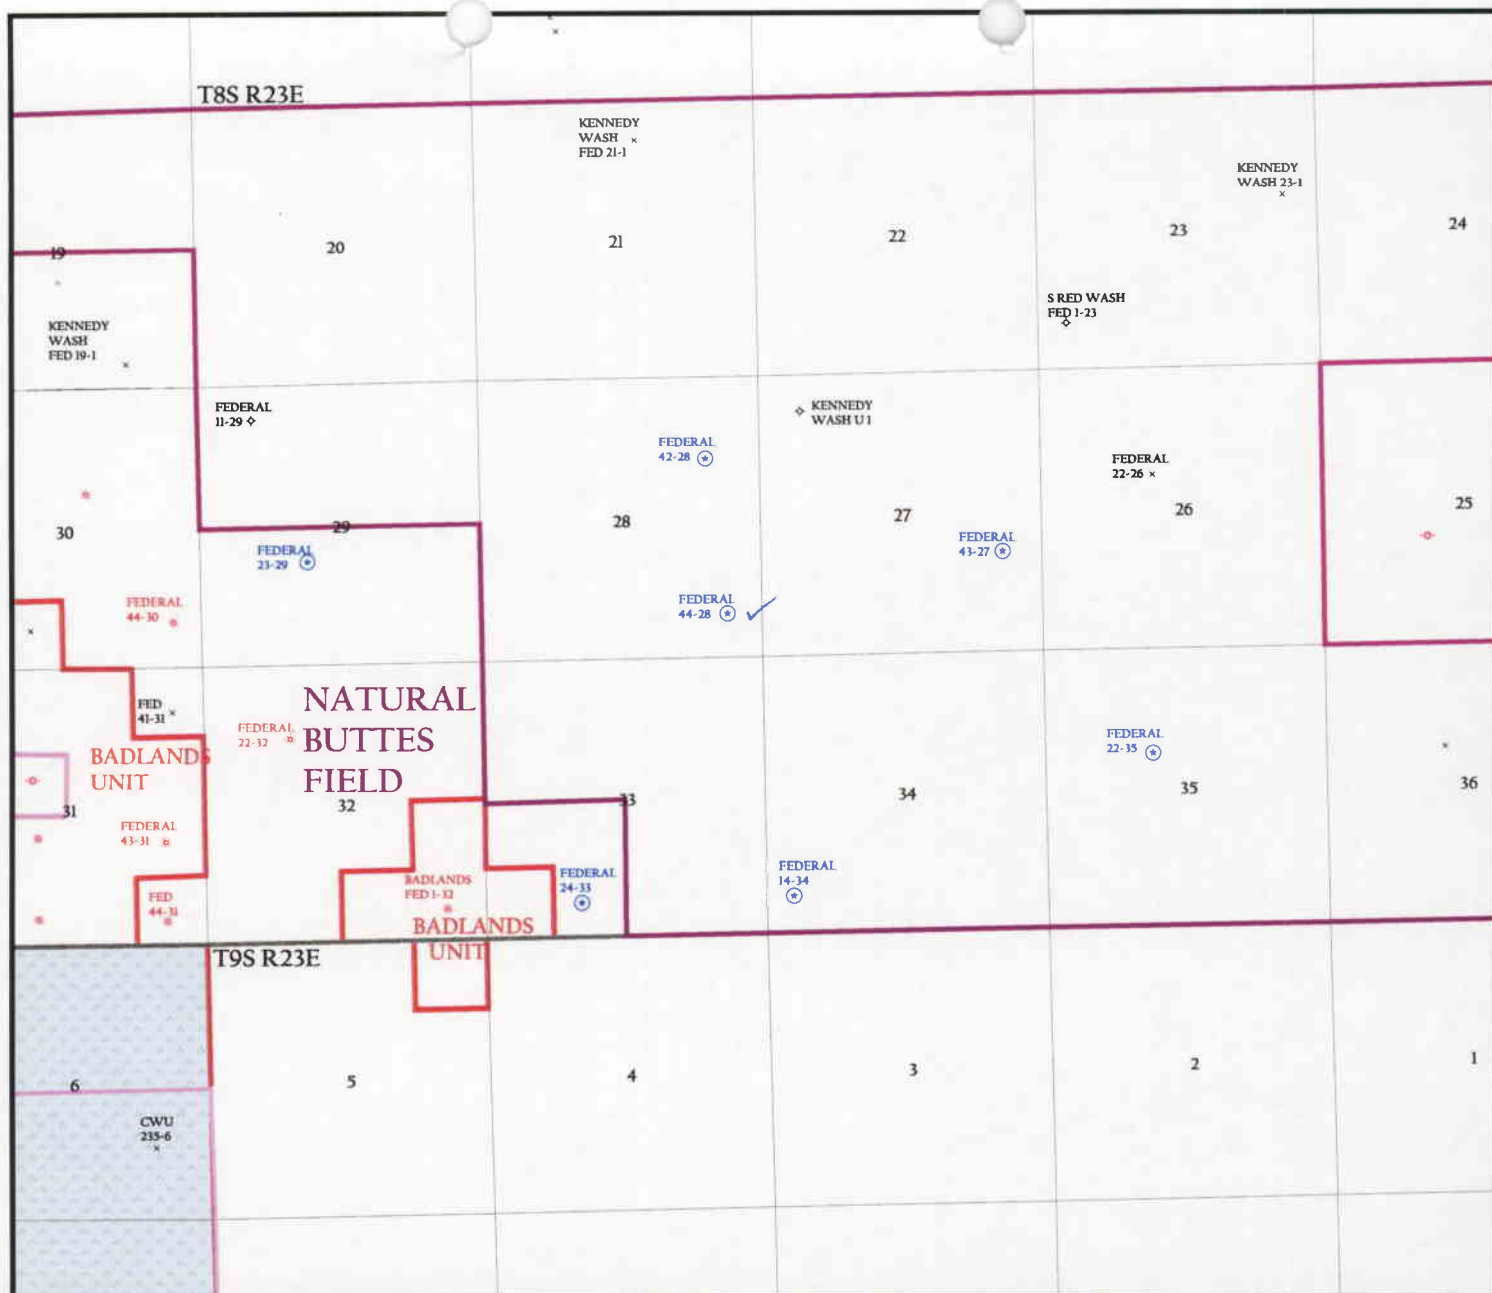 T8S R23E
KENNEDY
WASH
FED 21-1
KENNEDY
WASH 23-1
19
20
21
22
23
24
S RED WASH
FED 1-23
KENNEDY
WASH
FED 19-1
FEDERAL
11-29
KENNEDY
WASH U 1
FEDERAL
42-28
FEDERAL
22-26
30
29
28
27
26
25
FEDERAL
23-29
FEDERAL
43-27
FEDERAL
44-30
FEDERAL
44-28
FED
41-31
FEDERAL
22-32
NATURAL
BUTTES
FIELD
FEDERAL
22-35
BADLANDS
UNIT
31
32
33
34
35
36
FEDERAL
43-31
FED
44-31
BADLANDS
FED 1-32
FEDERAL
24-33
FEDERAL
14-34
BADLANDS
UNIT
T9S R23E
6
5
4
3
2
1
CWU
235-6